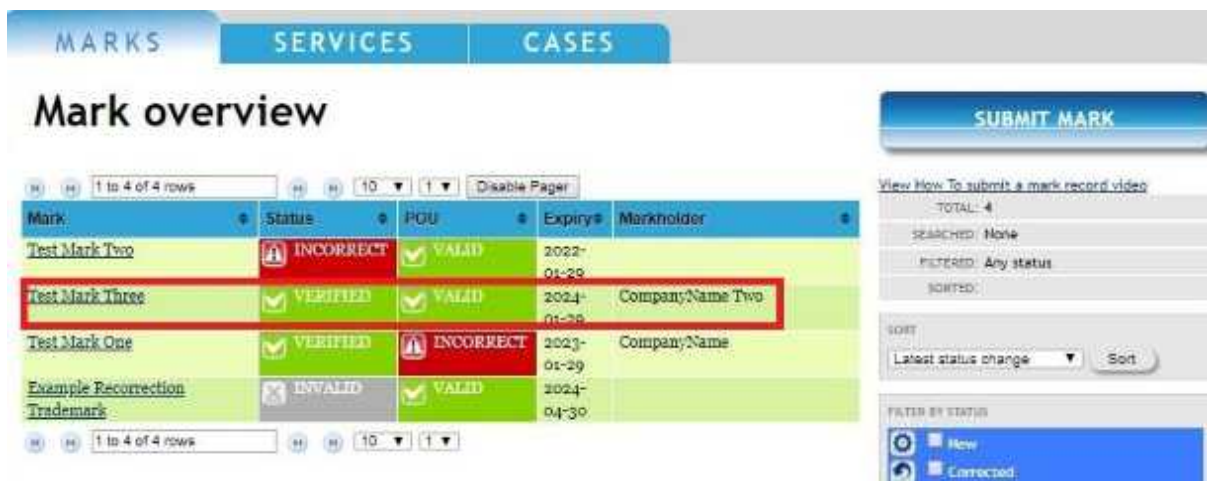 MARKS SERVICES CASES
Mark overview
SUBMIT MARK
1 to 4 of 4 rows 10 1 Disable Pager
View How To submit a mark record video
TOTAL: 4
SEARCHED: None
FILTERED: Any status
SORTED:
Mark Status POU Expiry Markholder
Test Mark Two INCORRECT VALID 2022-
01-29
Test Mark Three VERIFIED VALID 2024- CompanyName Two
01-29
Test Mark One VERIFIED INCORRECT 2023- CompanyName
01-29
Example Recorrection INVALID VALID 2024-
Trademark 04-30
1 to 4 of 4 rows 10 1
SORT
Latest status change Sort
FILTER BY STATUS
New
Corrected